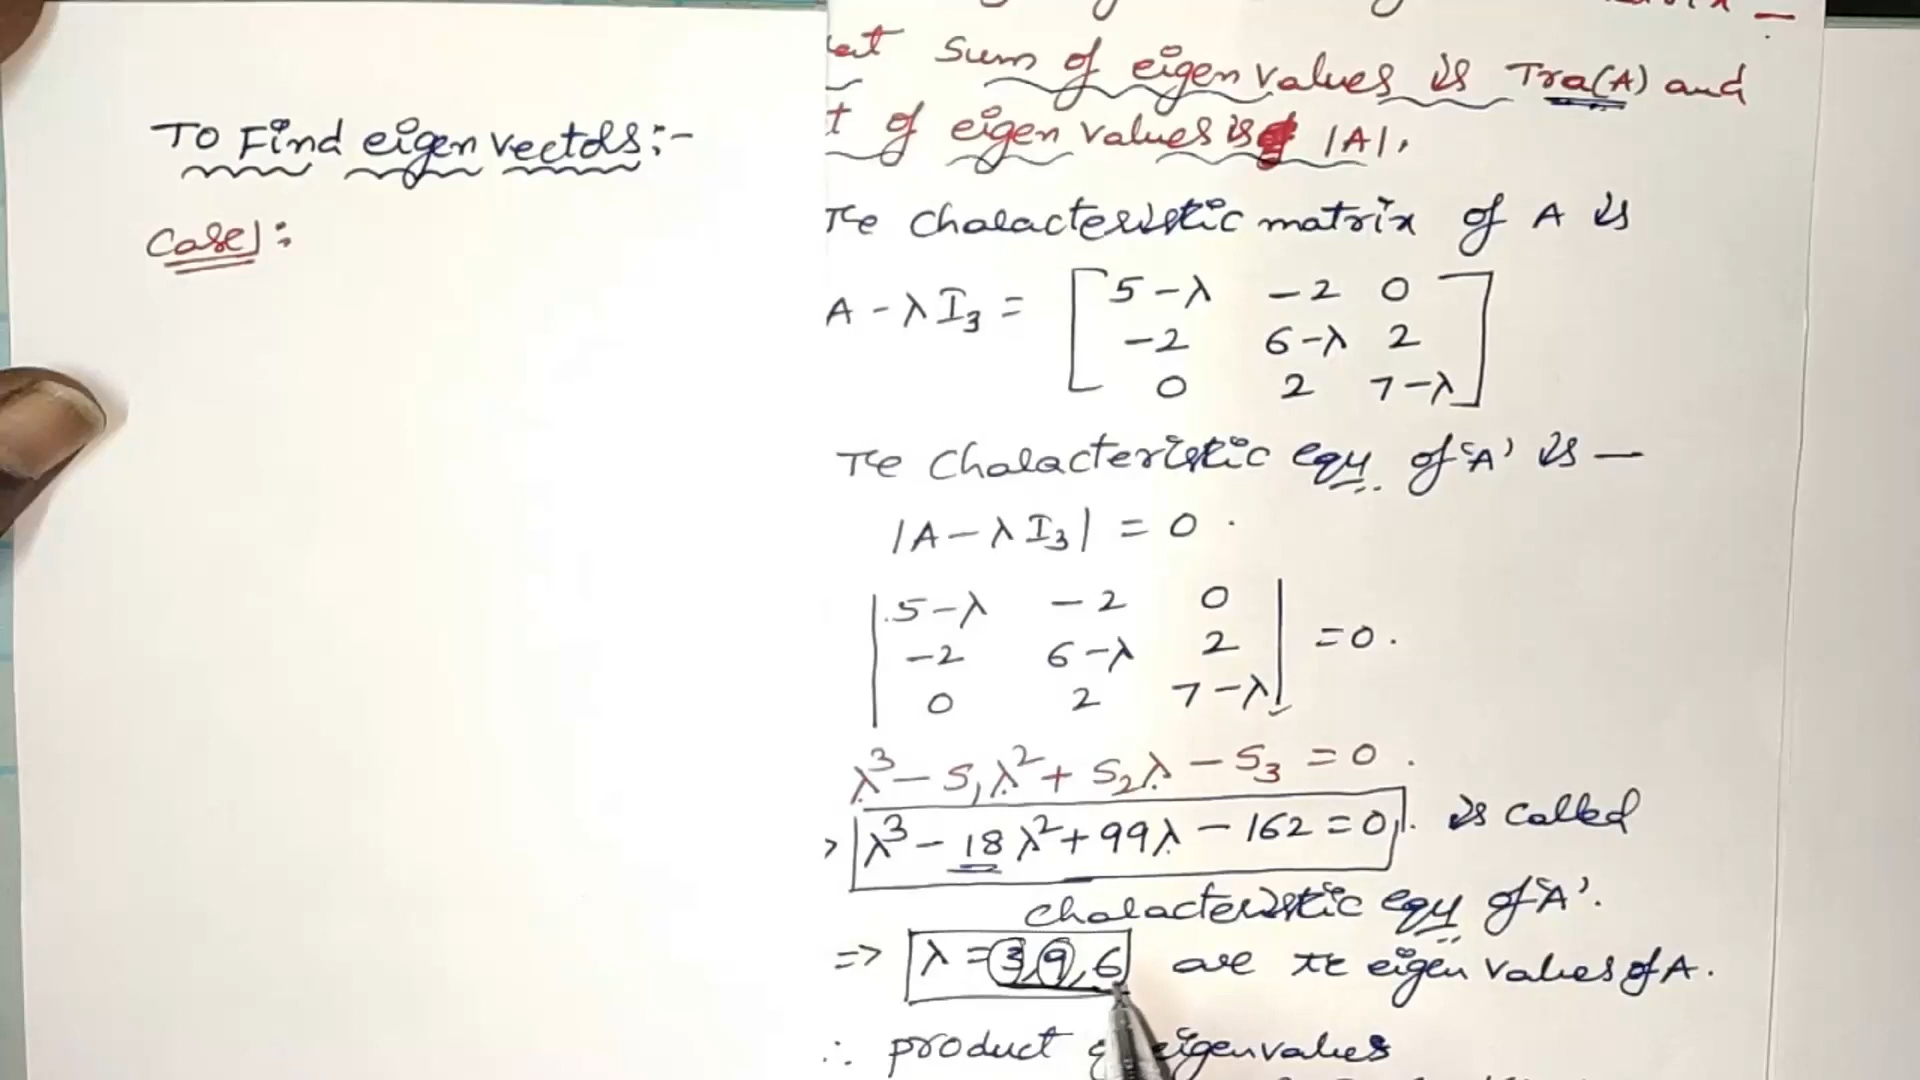 To Find eigen vectors:-
Case 1:
sum of eigen values is Tra(A) and
of eigen values is |A|.
The characteristic matrix of A is
A - λI₃ = [5-λ -2 0
-2 6-λ 2
0 2 7-λ]
The characteristic equ of 'A' is —
|A - λI₃| = 0.
|5-λ -2 0
-2 6-λ 2
0 2 7-λ| = 0.
λ³ - S₁λ² + S₂λ - S₃ = 0.
λ³ - 18λ² + 99λ - 162 = 0. is called
characteristic equ of 'A'.
=> λ = 3, 9, 6 are the eigen values of A.
∴ product eigenvalues